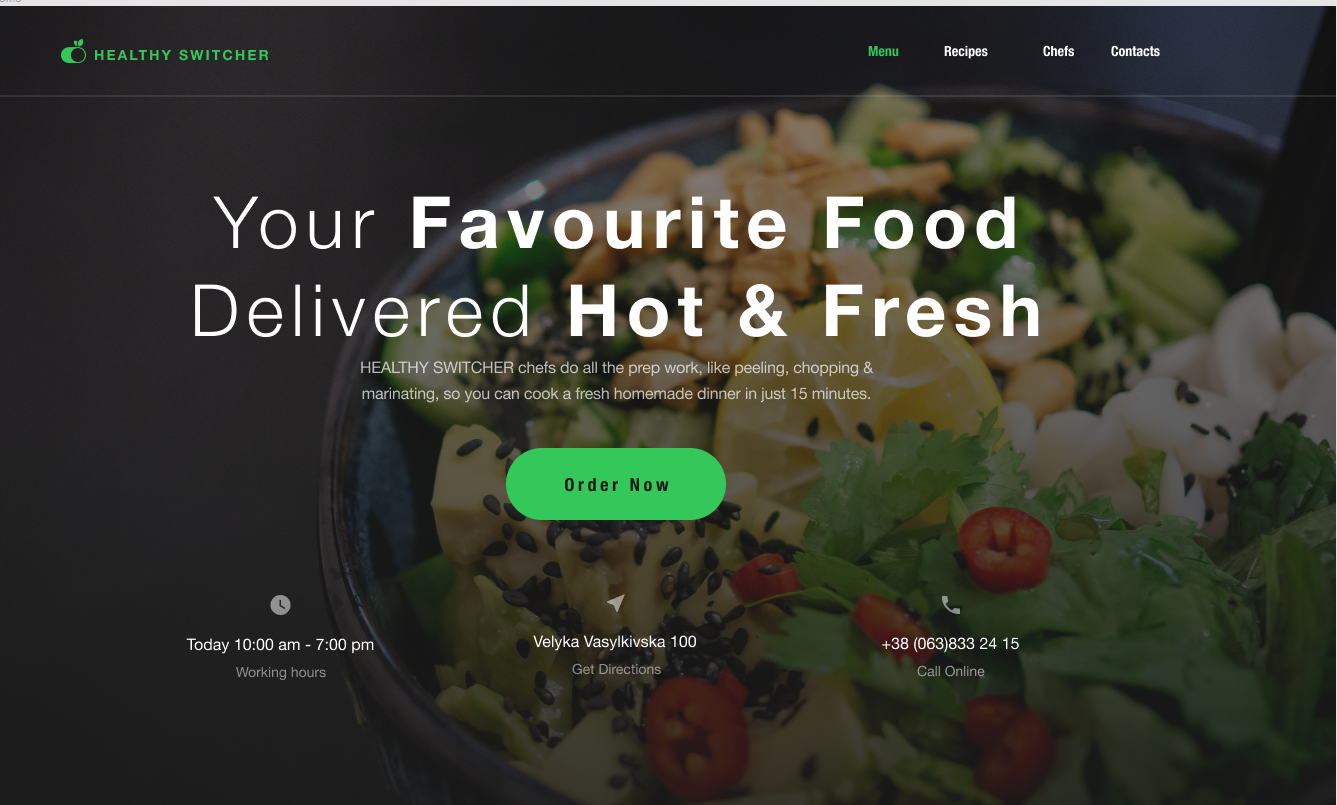 HEALTHY SWITCHER
Menu Recipes Chefs Contacts
Your Favourite Food
Delivered Hot & Fresh
HEALTHY SWITCHER chefs do all the prep work, like peeling, chopping &
marinating, so you can cook a fresh homemade dinner in just 15 minutes.
Order Now
Today 10:00 am - 7:00 pm
Working hours
Velyka Vasylkivska 100
Get Directions
+38 (063)833 24 15
Call Online